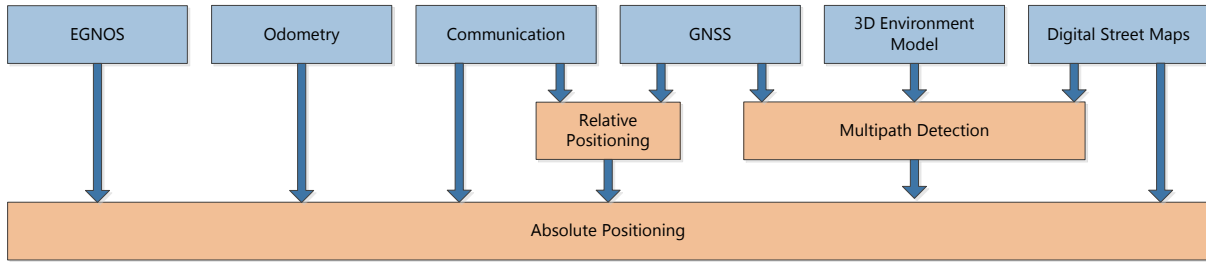 EGNOS
Odometry
Communication
GNSS
3D Environment
Model
Digital Street Maps
Relative
Positioning
Multipath Detection
Absolute Positioning